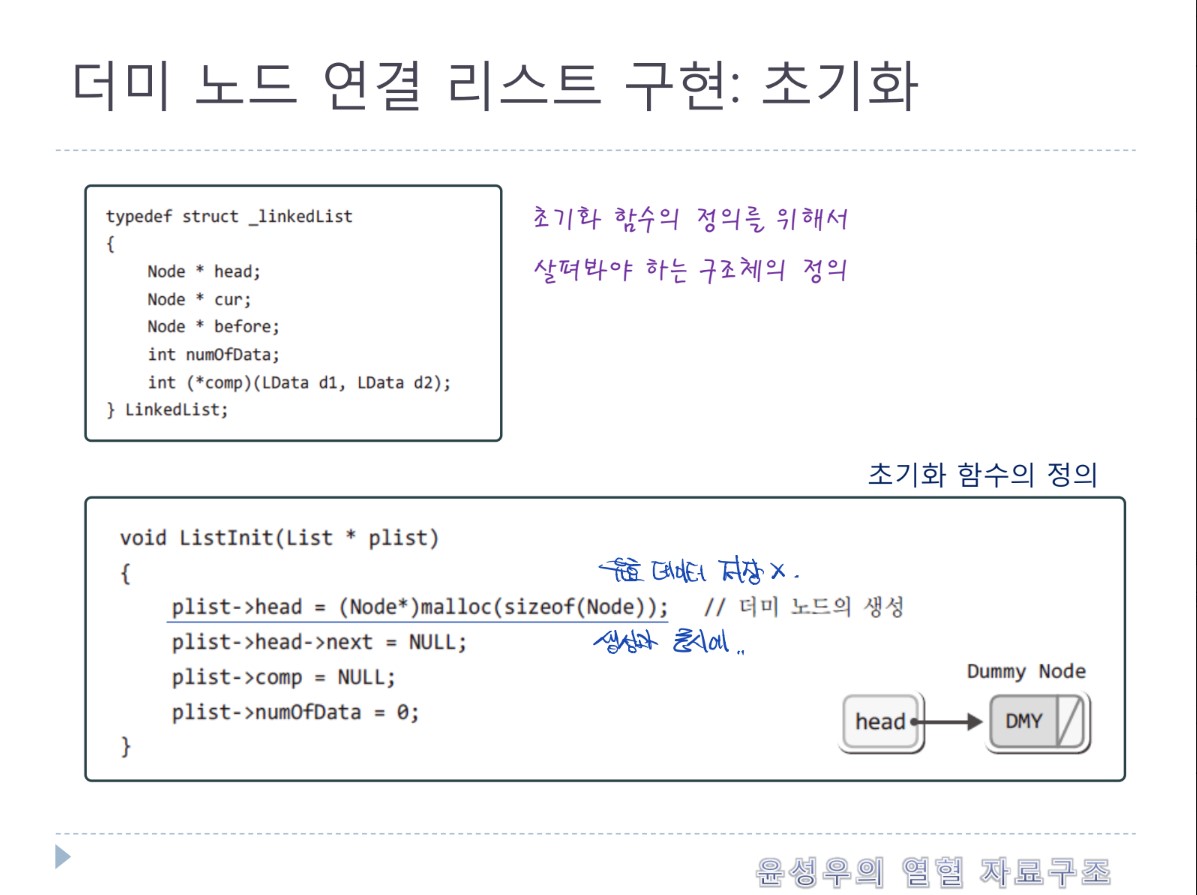 더미 노드 연결 리스트 구현: 초기화
typedef struct _linkedList
{
Node * head;
Node * cur;
Node * before;
int numOfData;
int (*comp)(LData d1, LData d2);
} LinkedList;
초기화 함수의 정의를 위해서
살펴봐야 하는 구조체의 정의
초기화 함수의 정의
void ListInit(List * plist)
{
유효 데이터 저장 X.
plist->head = (Node*)malloc(sizeof(Node)); // 더미 노드의 생성
plist->head->next = NULL;
생성과 동시에..
plist->comp = NULL;
plist->numOfData = 0;
}
Dummy Node
head
DMY
윤성우의 열혈 자료구조